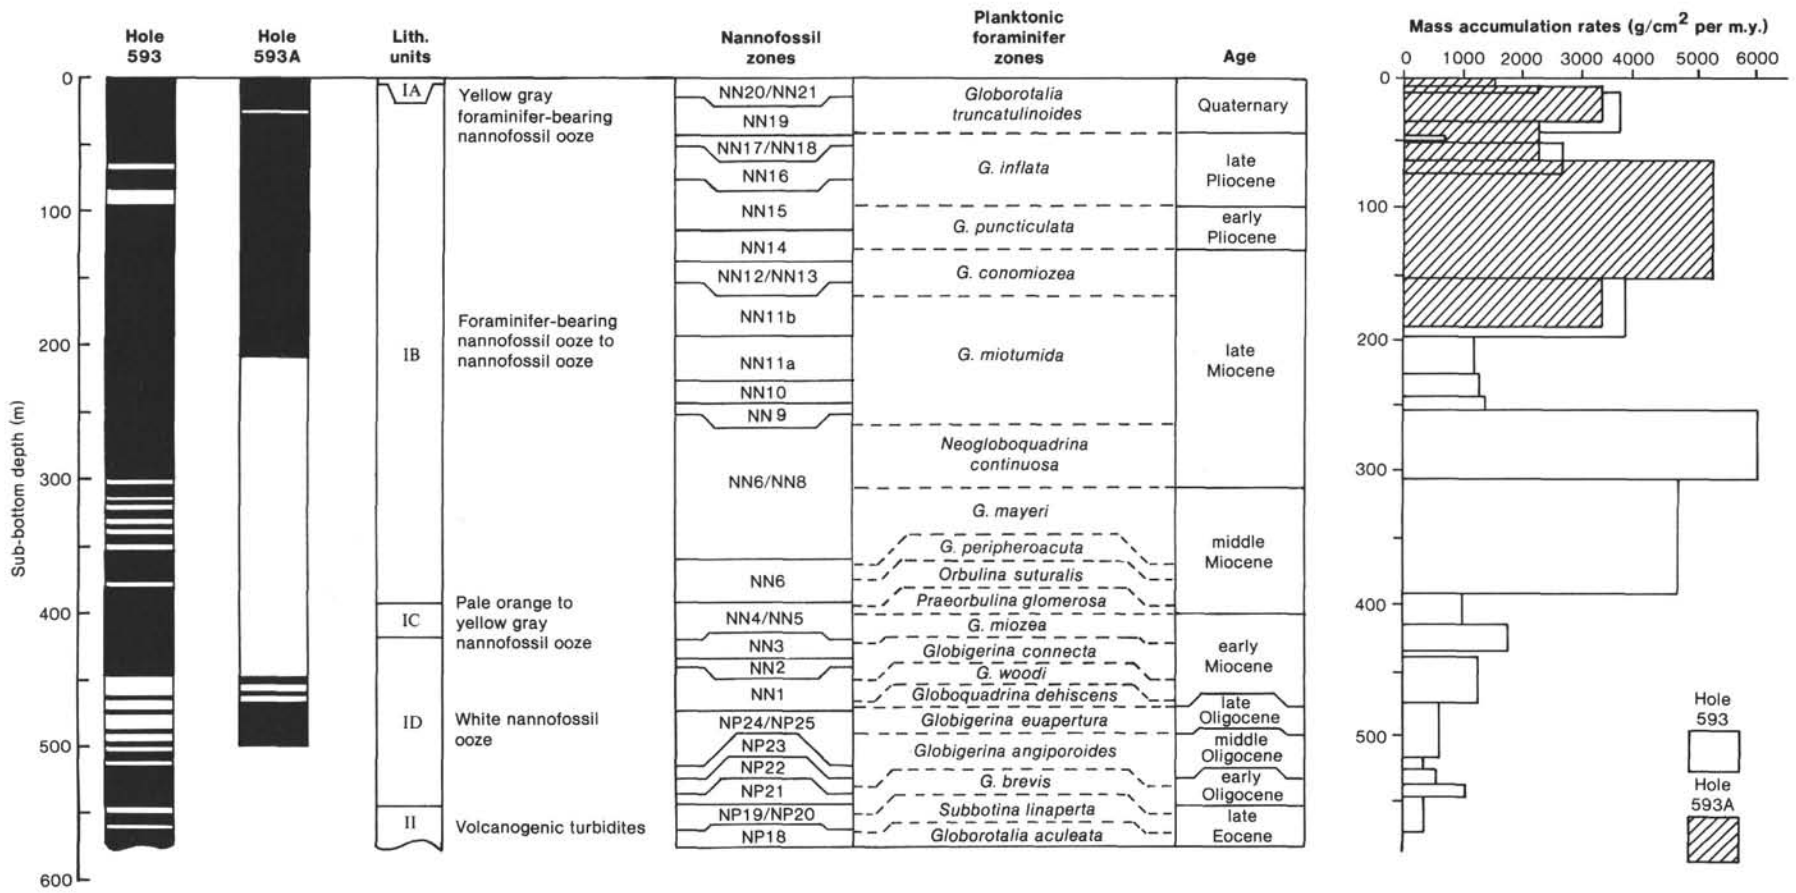 Hole
593
Hole
593A
Lith.
units
Nannofossil
zones
Planktonic
foraminifer
zones
Age
Mass accumulation rates (g/cm² per m.y.)
0 1000 2000 3000 4000 5000 6000
Sub-bottom depth (m)
0
100
200
300
400
500
600
IA
IB
IC
ID
II
Yellow gray
foraminifer-bearing
nannofossil ooze
Foraminifer-bearing
nannofossil ooze to
nannofossil ooze
Pale orange to
yellow gray
nannofossil ooze
White nannofossil
ooze
Volcanogenic turbidites
NN20/NN21
NN19
NN17/NN18
NN16
NN15
NN14
NN12/NN13
NN11b
NN11a
NN10
NN9
NN6/NN8
NN6
NN4/NN5
NN3
NN2
NN1
NP24/NP25
NP23
NP22
NP21
NP19/NP20
NP18
Globorotalia
truncatulinoides
G. inflata
G. puncticulata
G. conomiozea
G. miotumida
Neogloboquadrina
continuosa
G. mayeri
G. peripheroacuta
Orbulina suturalis
Praeorbulina glomerosa
G. miozea
Globigerina connecta
G. woodi
Globoquadrina dehiscens
Globigerina euapertura
Globigerina angiporoides
G. brevis
Subbotina linaperta
Globorotalia aculeata
Quaternary
late
Pliocene
early
Pliocene
late
Miocene
middle
Miocene
early
Miocene
late
Oligocene
middle
Oligocene
early
Oligocene
late
Eocene
0
100
200
300
400
500
Hole
593
Hole
593A